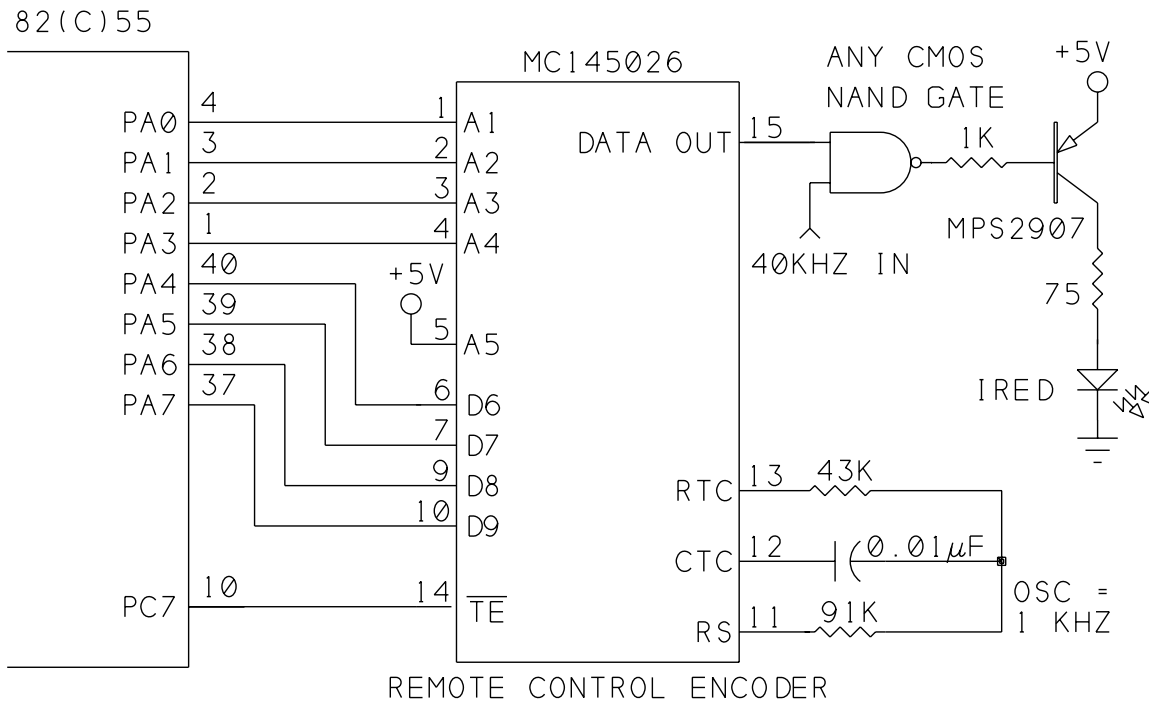 82(C)55
MC145026
ANY CMOS
NAND GATE
+5V
PA0 4 1 A1
DATA OUT 15
1K
PA1 3 2 A2
PA2 2 3 A3
PA3 1 4 A4
MPS2907
40KHZ IN
PA4 40
+5V
75
PA5 39
5 A5
PA6 38
PA7 37
6 D6
IRED
7 D7
9 D8
RTC 13 43K
10 D9
CTC 12 0.01µF
PC7 10 14 TE
OSC =
1 KHZ
RS 11 91K
REMOTE CONTROL ENCODER